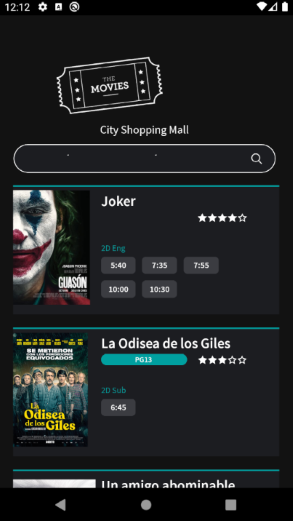 12:12
THE
MOVIES
City Shopping Mall
Joker
GUASÓN
2D Eng
5:40 7:35 7:55
10:00 10:30
La Odisea de los Giles
SE METIERON
CON LOS PERDEDORES
EQUIVOCADOS
La
Odisea
de los
Giles
PG13
2D Sub
6:45
Un amigo abominable